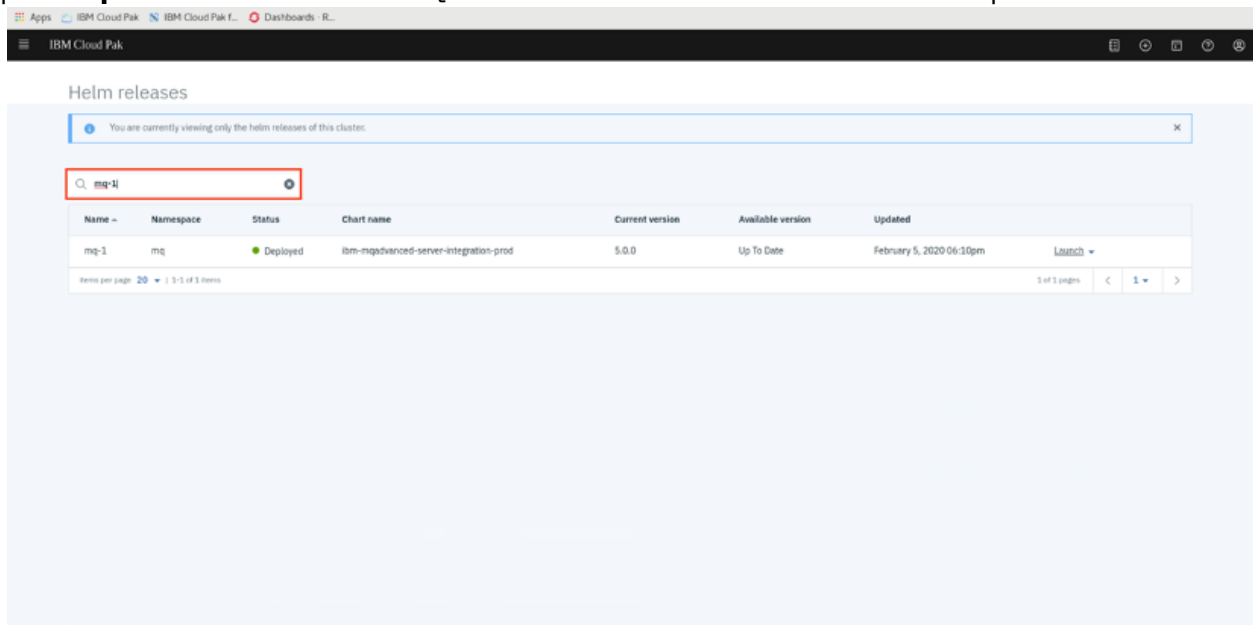 Apps IBM Cloud Pak IBM Cloud Pak f... Dashboards · R...
IBM Cloud Pak
Helm releases
You are currently viewing only the helm releases of this cluster.
mq-1
Name Namespace Status Chart name Current version Available version Updated
mq-1 mq Deployed ibm-mqadvanced-server-integration-prod 5.0.0 Up To Date February 5, 2020 06:10pm Launch
items per page 20 | 1-1 of 1 items 1 of 1 pages 1